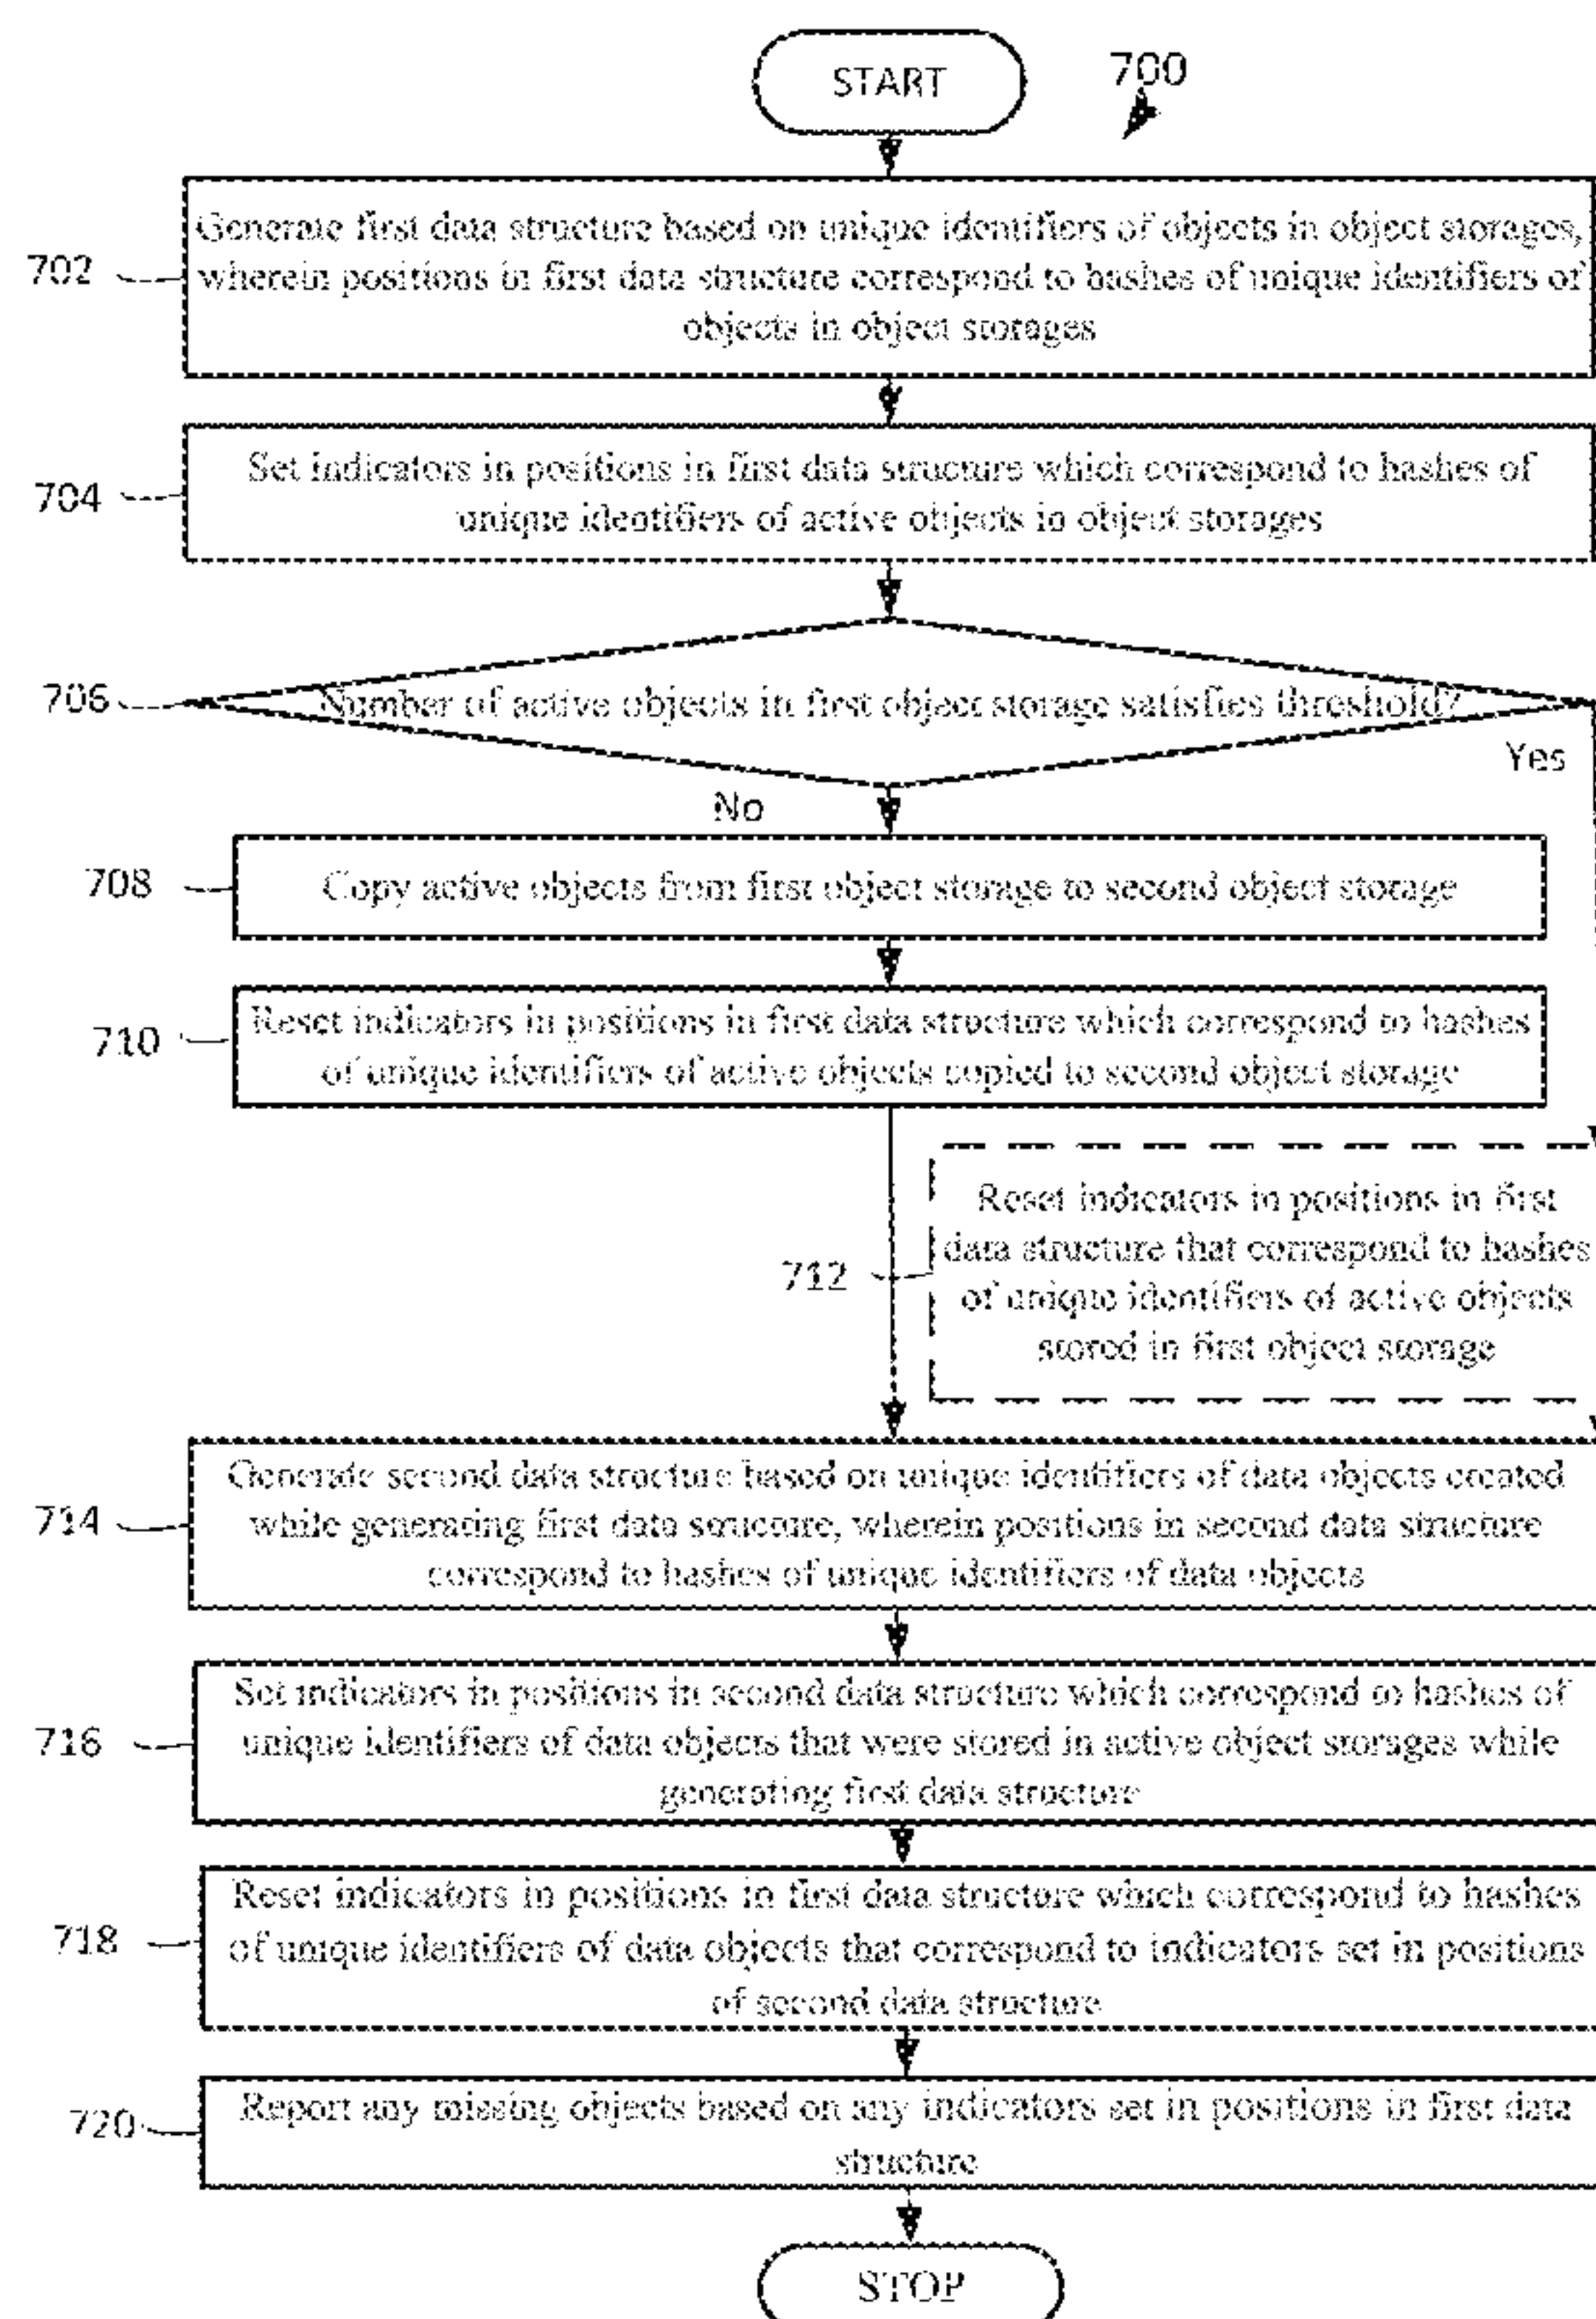 START
700
702
Generate first data structure based on unique identifiers of objects in object storages,
wherein positions in first data structure correspond to hashes of unique identifiers of
objects in object storages
704
Set indicators in positions in first data structure which correspond to hashes of
unique identifiers of active objects in object storages
706
Number of active objects in first object storage satisfies threshold?
Yes
No
708
Copy active objects from first object storage to second object storage
710
Reset indicators in positions in first data structure which correspond to hashes
of unique identifiers of active objects copied to second object storage
712
Reset indicators in positions in first
data structure that correspond to hashes
of unique identifiers of active objects
stored in first object storage
714
Generate second data structure based on unique identifiers of data objects created
while generating first data structure, wherein positions in second data structure
correspond to hashes of unique identifiers of data objects
716
Set indicators in positions in second data structure which correspond to hashes of
unique identifiers of data objects that were stored in active object storages while
generating first data structure
718
Reset indicators in positions in first data structure which correspond to hashes
of unique identifiers of data objects that correspond to indicators set in positions
of second data structure
720
Report any missing objects based on any indicators set in positions in first data
structure
STOP